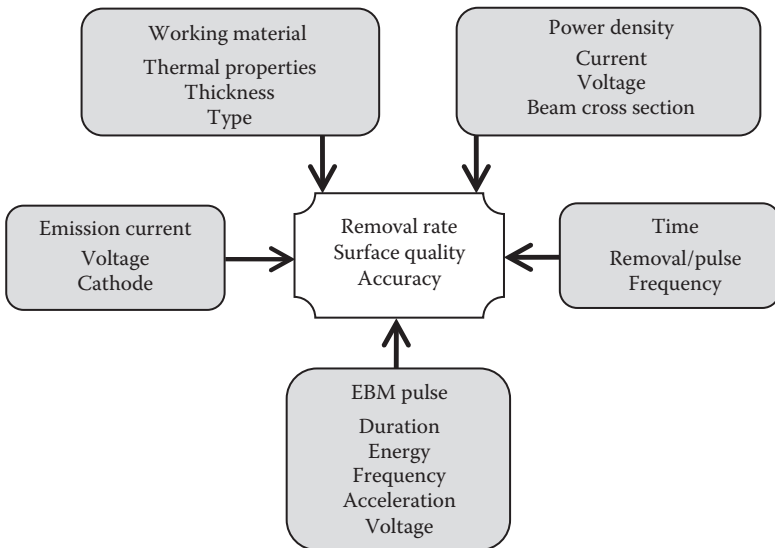 Working material
Thermal properties
Thickness
Type
Power density
Current
Voltage
Beam cross section
Emission current
Voltage
Cathode
Removal rate
Surface quality
Accuracy
Time
Removal/pulse
Frequency
EBM pulse
Duration
Energy
Frequency
Acceleration
Voltage